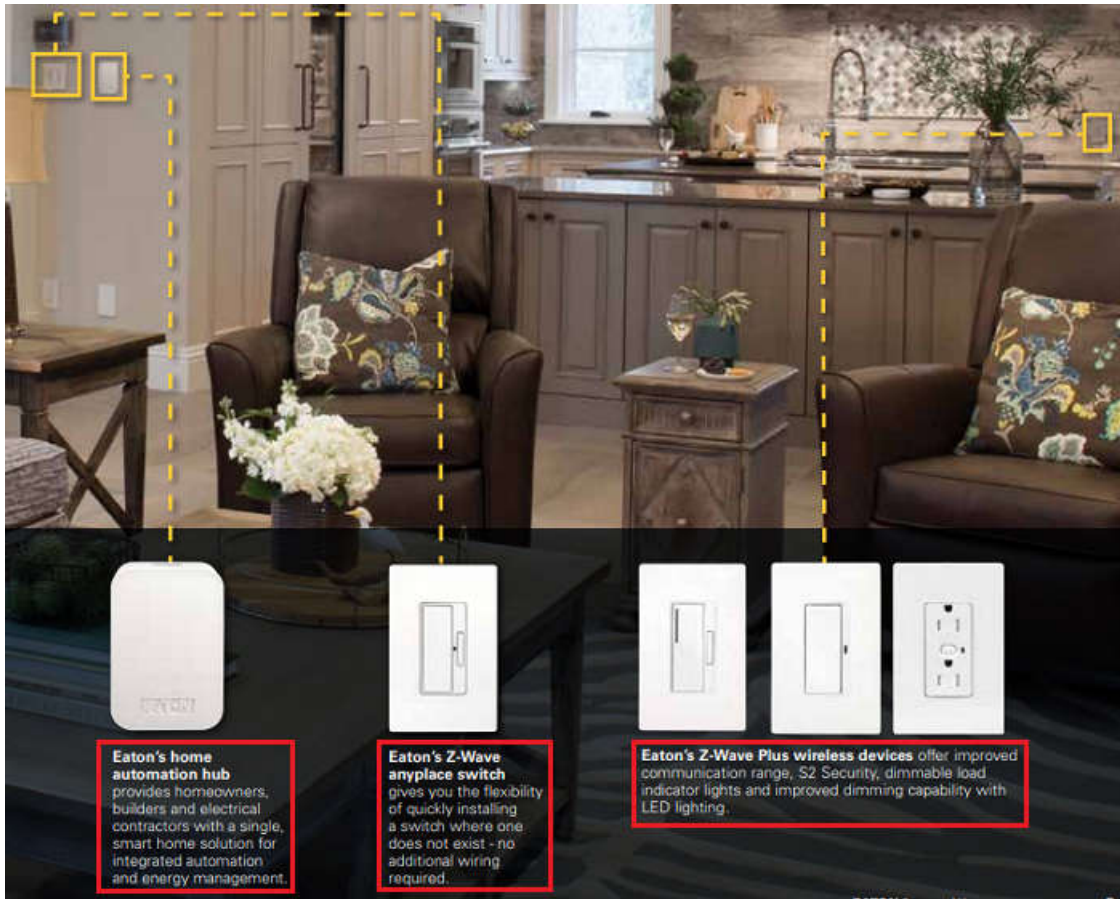 EATON
Eaton's home
automation hub
provides homeowners,
builders and electrical
contractors with a single,
smart home solution for
integrated automation
and energy management.
Eaton's Z-Wave
anyplace switch
gives you the flexibility
of quickly installing
a switch where one
does not exist - no
additional wiring
required.
Eaton's Z-Wave Plus wireless devices offer improved
communication range, S2 Security, dimmable load
indicator lights and improved dimming capability with
LED lighting.